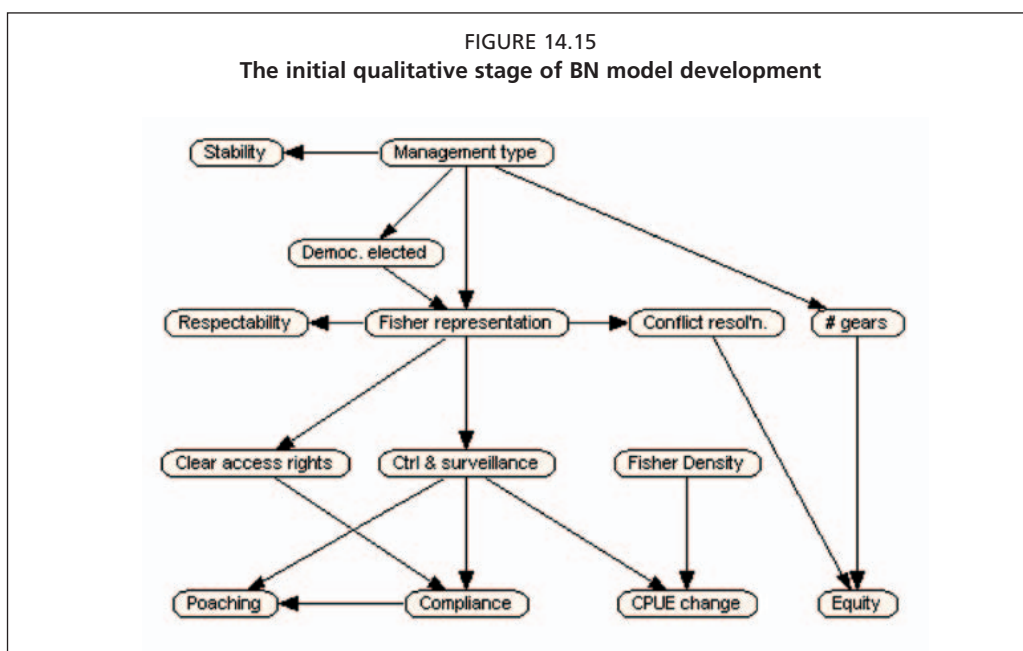 FIGURE 14.15
The initial qualitative stage of BN model development
Stability
Management type
Democ. elected
Respectability
Fisher representation
Conflict resol'n.
# gears
Clear access rights
Ctrl & surveillance
Fisher Density
Poaching
Compliance
CPUE change
Equity